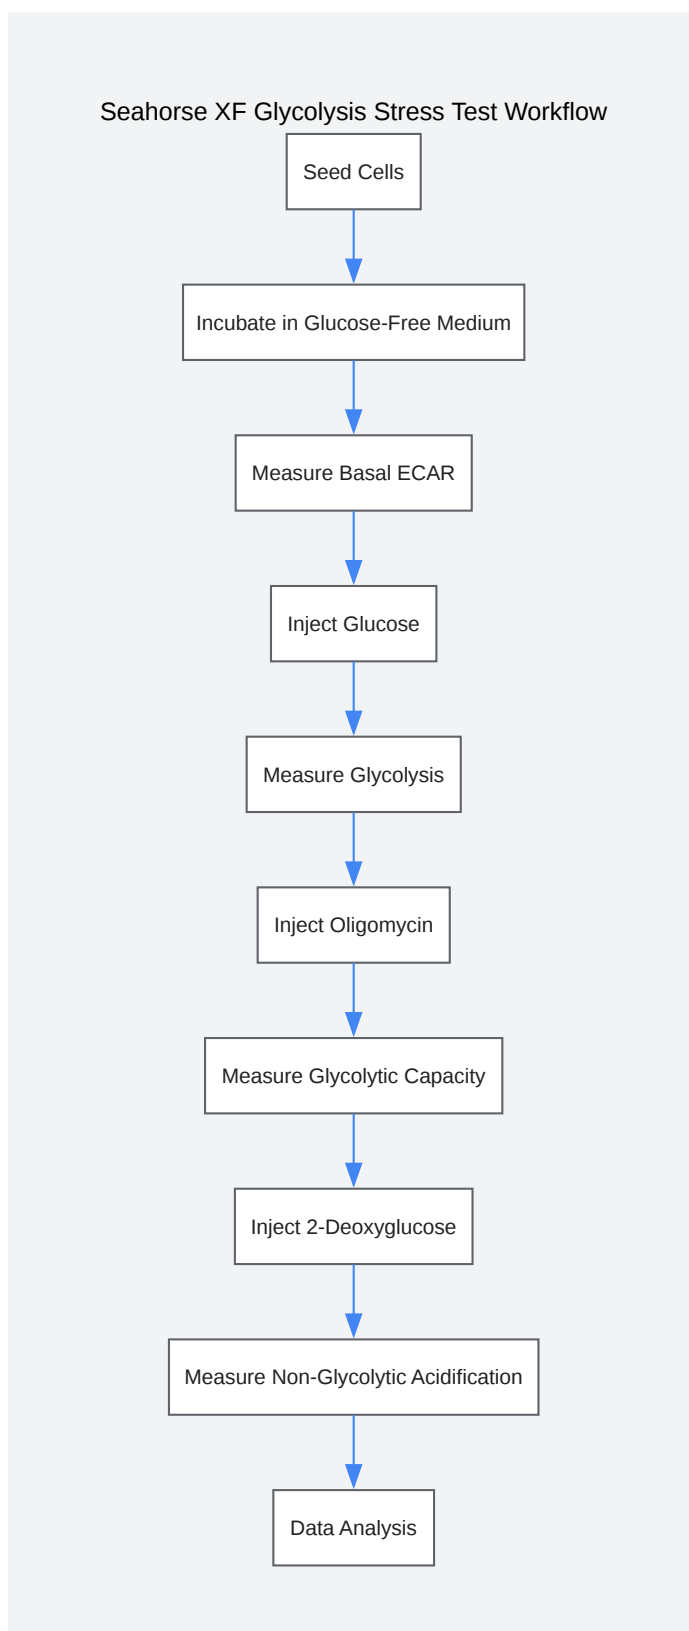 Seahorse XF Glycolysis Stress Test Workflow
Seed Cells
Incubate in Glucose-Free Medium
Measure Basal ECAR
Inject Glucose
Measure Glycolysis
Inject Oligomycin
Measure Glycolytic Capacity
Inject 2-Deoxyglucose
Measure Non-Glycolytic Acidification
Data Analysis